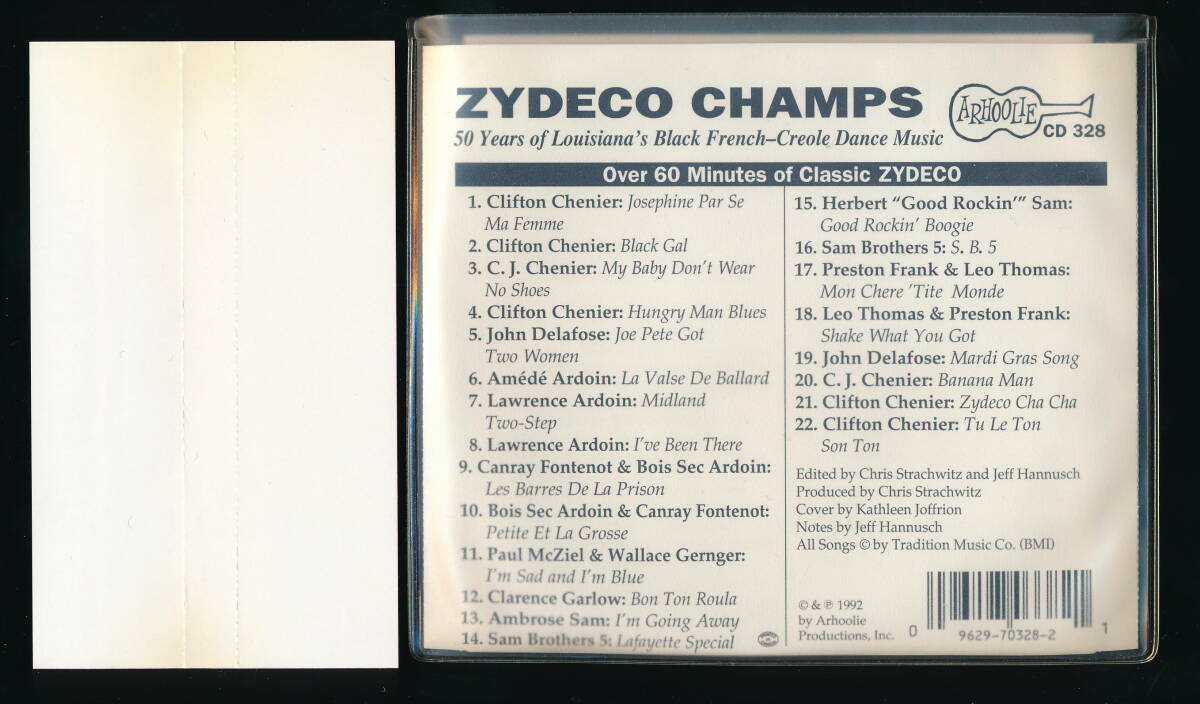 ZYDECO CHAMPS
50 Years of Louisiana's Black French–Creole Dance Music
ARHOOLIE
CD 328
Over 60 Minutes of Classic ZYDECO
1. Clifton Chenier: Josephine Par Se
Ma Femme
2. Clifton Chenier: Black Gal
3. C. J. Chenier: My Baby Don't Wear
No Shoes
4. Clifton Chenier: Hungry Man Blues
5. John Delafose: Joe Pete Got
Two Women
6. Amédé Ardoin: La Valse De Ballard
7. Lawrence Ardoin: Midland
Two-Step
8. Lawrence Ardoin: I've Been There
9. Canray Fontenot & Bois Sec Ardoin:
Les Barres De La Prison
10. Bois Sec Ardoin & Canray Fontenot:
Petite Et La Grosse
11. Paul McZiel & Wallace Gernger:
I'm Sad and I'm Blue
12. Clarence Garlow: Bon Ton Roula
13. Ambrose Sam: I'm Going Away
14. Sam Brothers 5: Lafayette Special
15. Herbert “Good Rockin'” Sam:
Good Rockin' Boogie
16. Sam Brothers 5: S. B. 5
17. Preston Frank & Leo Thomas:
Mon Chere 'Tite Monde
18. Leo Thomas & Preston Frank:
Shake What You Got
19. John Delafose: Mardi Gras Song
20. C. J. Chenier: Banana Man
21. Clifton Chenier: Zydeco Cha Cha
22. Clifton Chenier: Tu Le Ton
Son Ton
Edited by Chris Strachwitz and Jeff Hannusch
Produced by Chris Strachwitz
Cover by Kathleen Joffrion
Notes by Jeff Hannusch
All Songs © by Tradition Music Co. (BMI)
© & ℗ 1992
by Arhoolie
Productions, Inc.
0 9629-70328-2 1